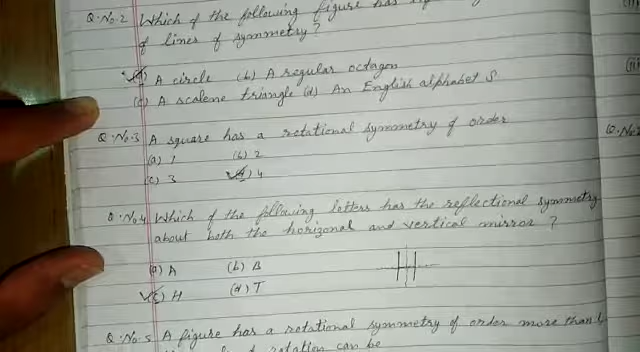 Q.No.2 Which of the following figure has
of lines of symmetry?
(a) A circle (b) A regular octagon
(c) A scalene triangle (d) An English alphabet S
Q.No.3 A square has a rotational symmetry of order
(a) 1 (b) 2
(c) 3 (d) 4
Q.No.4 Which of the following letters has the reflectional symmetry
about both the horizonal and vertical mirror ?
(a) A (b) B
(c) H (d) T
Q.No.5 A figure has a rotational symmetry of order more than 1
of rotation can be